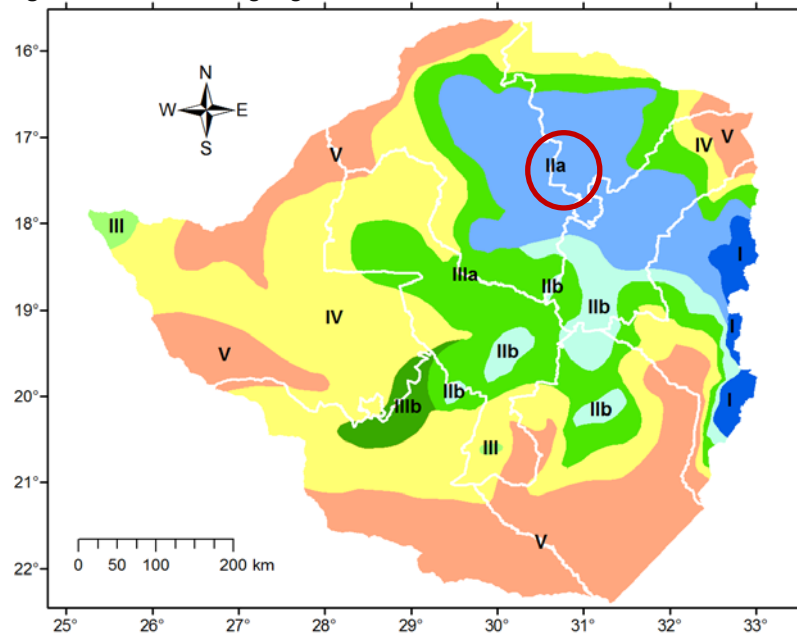 16°
17°
18°
19°
20°
21°
22°
N
W E
S
V
IIa
IV V
III
I
IIIa
IIb
IIb
IV
I
V
IIb
IIb
IIIb
IIb
I
III
V
0 50 100 200 km
25° 26° 27° 28° 29° 30° 31° 32° 33°